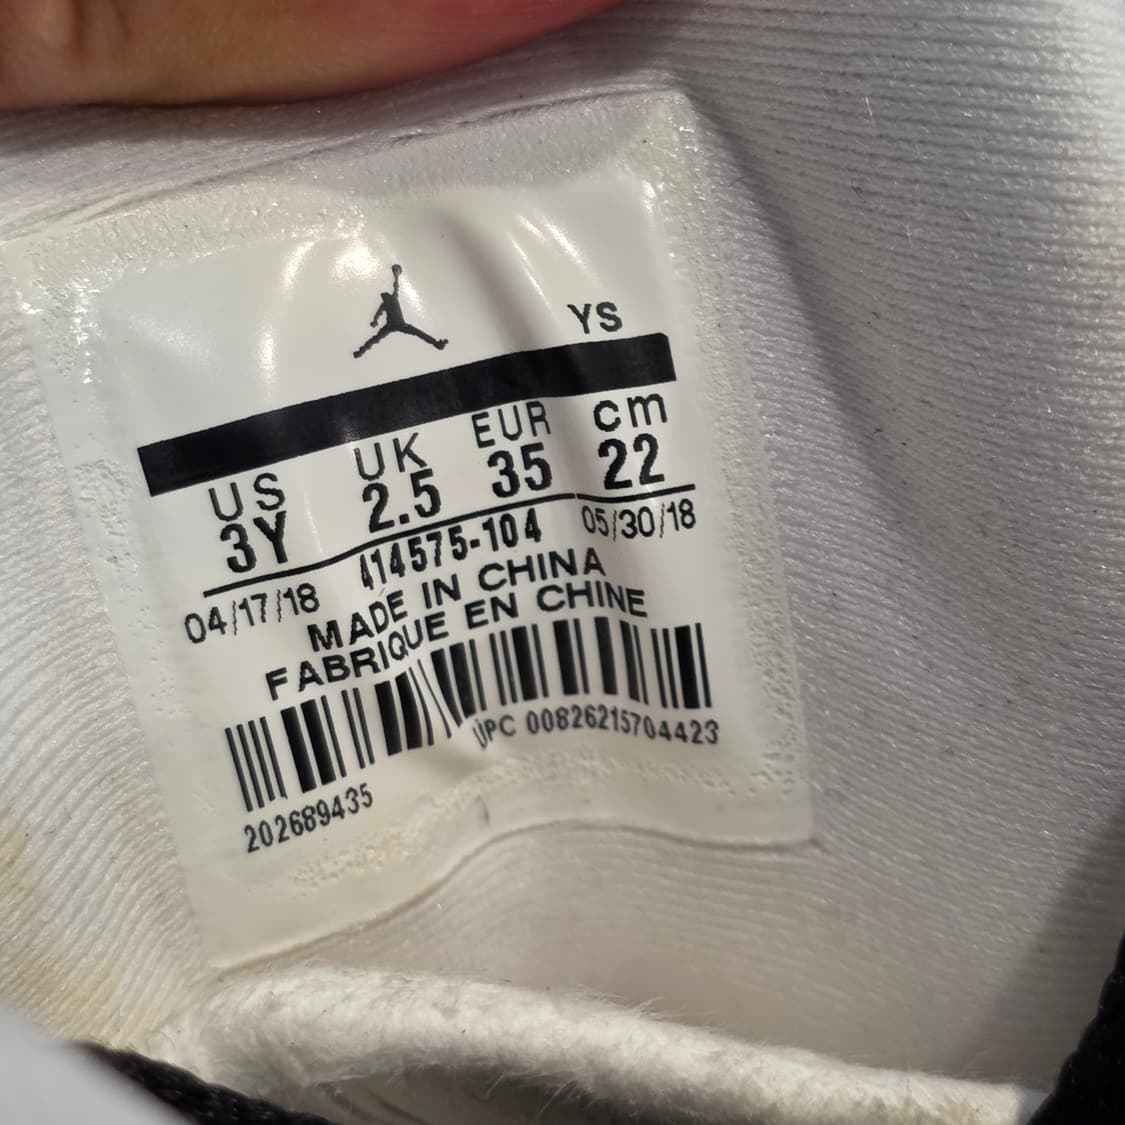 YS
US UK EUR cm
3Y 2.5 35 22
04/17/18 414575-104 05/30/18
MADE IN CHINA
FABRIQUE EN CHINE
UPC 00826215704423
202689435